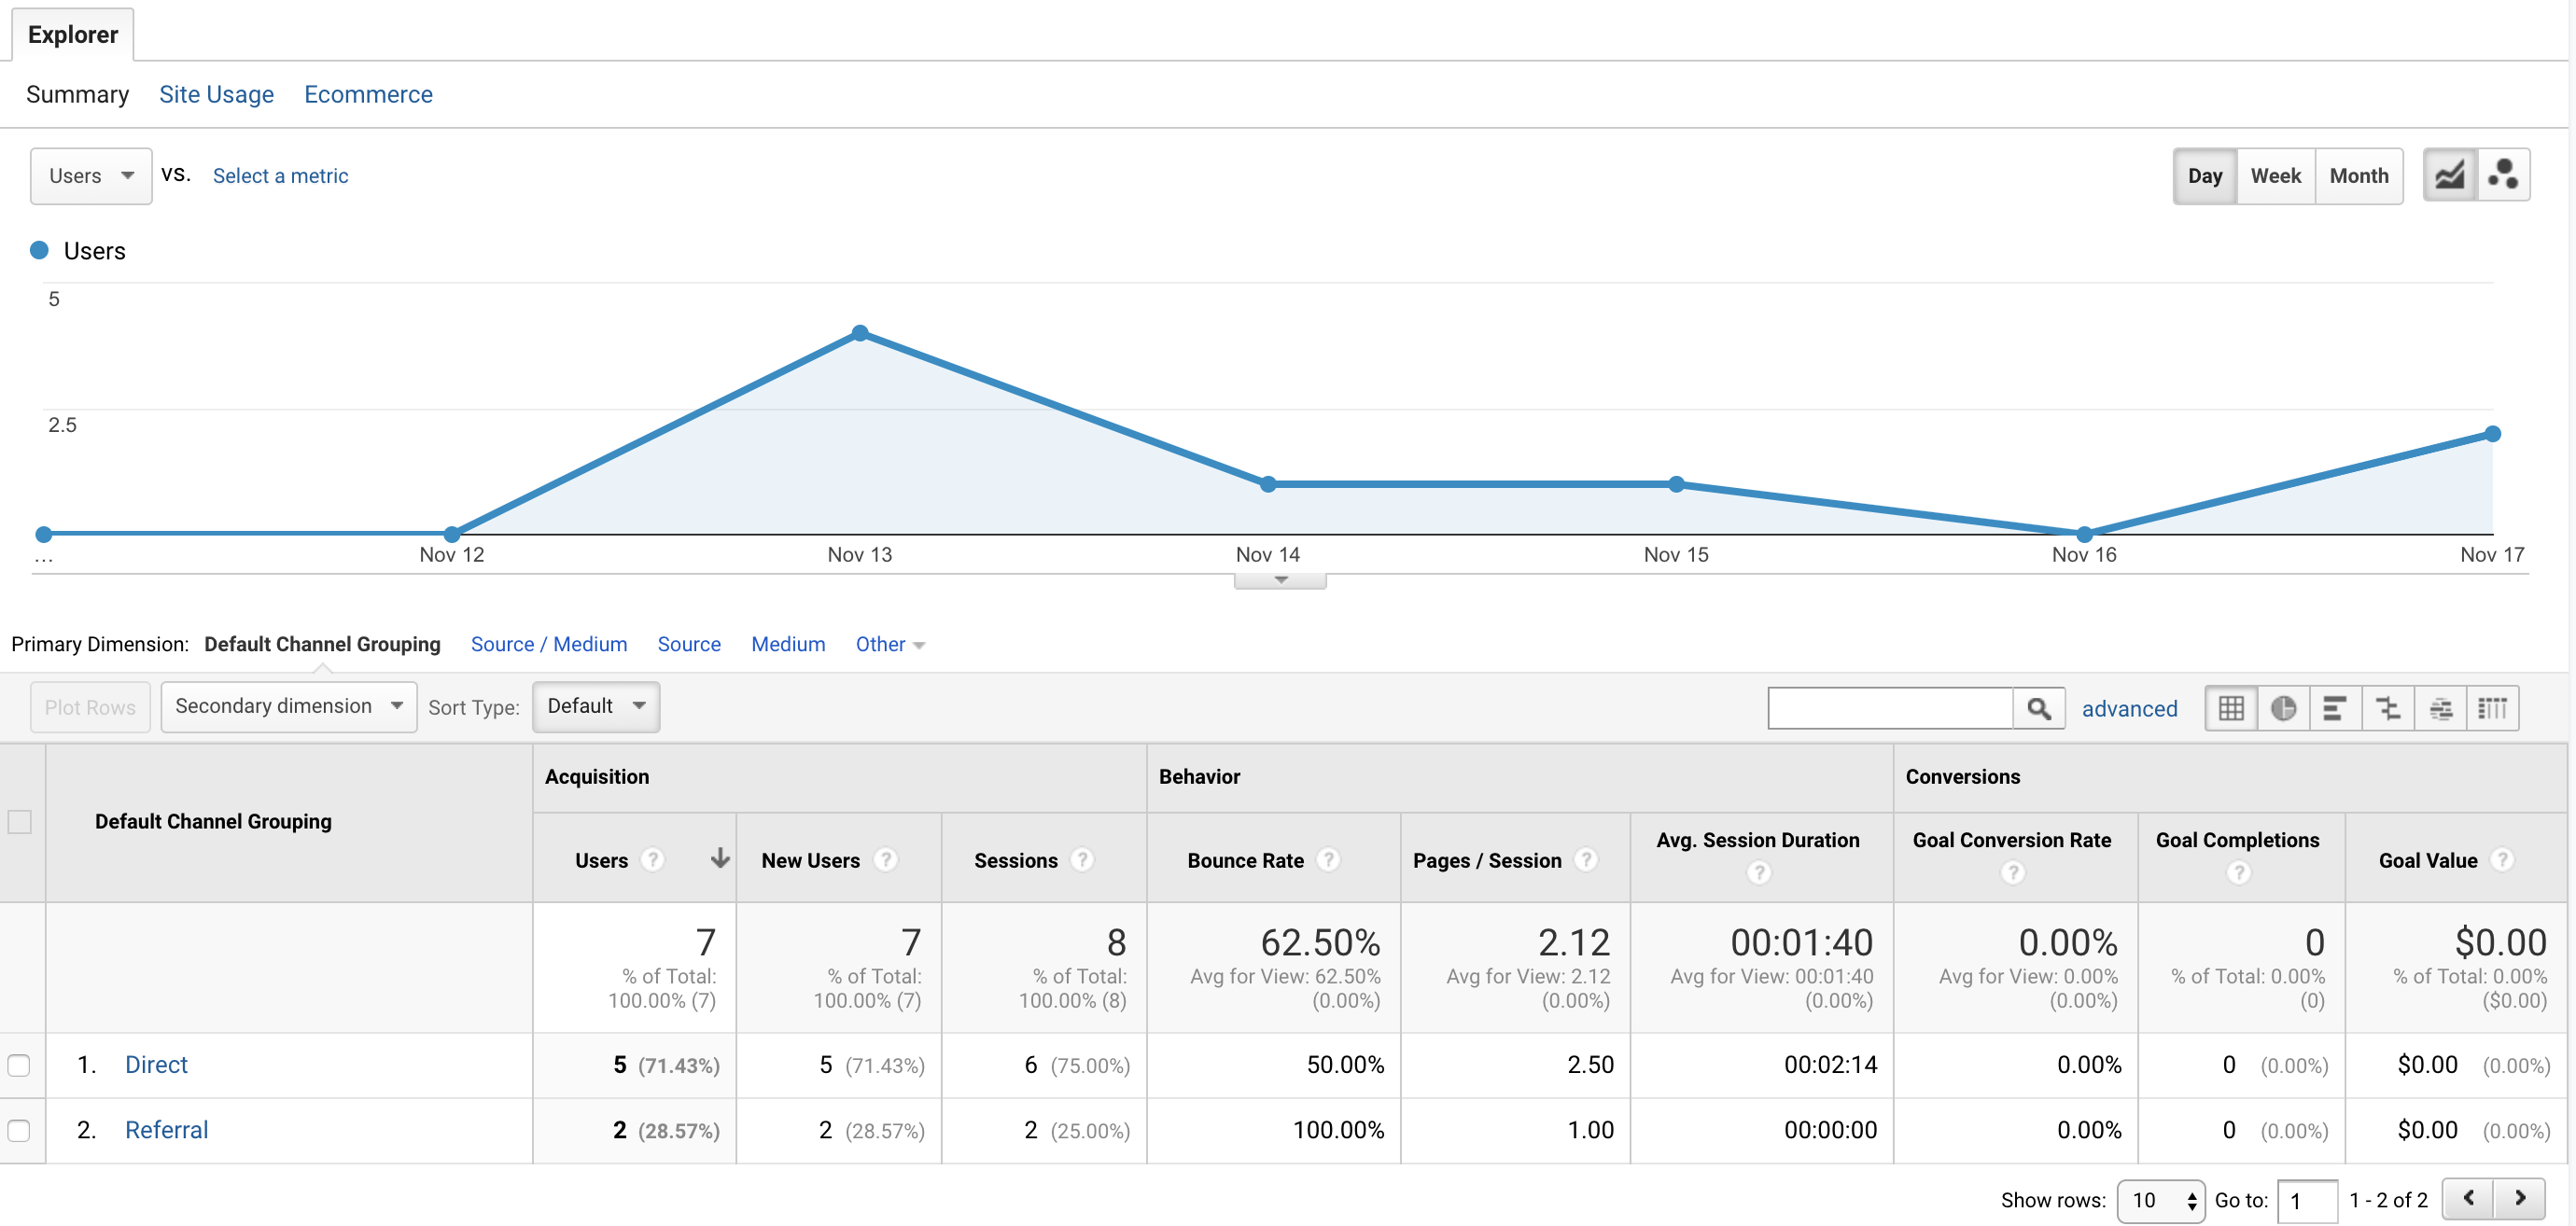 Explorer
Summary Site Usage Ecommerce
Users VS. Select a metric Day Week Month
Users
5
2.5
... Nov 12 Nov 13 Nov 14 Nov 15 Nov 16 Nov 17
Primary Dimension: Default Channel Grouping Source / Medium Source Medium Other
Plot Rows Secondary dimension Sort Type: Default advanced
Default Channel Grouping Acquisition Behavior Conversions
Users ? New Users ? Sessions ? Bounce Rate ? Pages / Session ? Avg. Session Duration ? Goal Conversion Rate ? Goal Completions ? Goal Value ?
7 7 8 62.50% 2.12 00:01:40 0.00% 0 $0.00
% of Total: % of Total: % of Total: Avg for View: 62.50% Avg for View: 2.12 Avg for View: 00:01:40 Avg for View: 0.00% % of Total: 0.00% % of Total: 0.00%
100.00% (7) 100.00% (7) 100.00% (8) (0.00%) (0.00%) (0.00%) (0.00%) (0) ($0.00)
1. Direct 5 (71.43%) 5 (71.43%) 6 (75.00%) 50.00% 2.50 00:02:14 0.00% 0 (0.00%) $0.00 (0.00%)
2. Referral 2 (28.57%) 2 (28.57%) 2 (25.00%) 100.00% 1.00 00:00:00 0.00% 0 (0.00%) $0.00 (0.00%)
Show rows: 10 Go to: 1 1 - 2 of 2